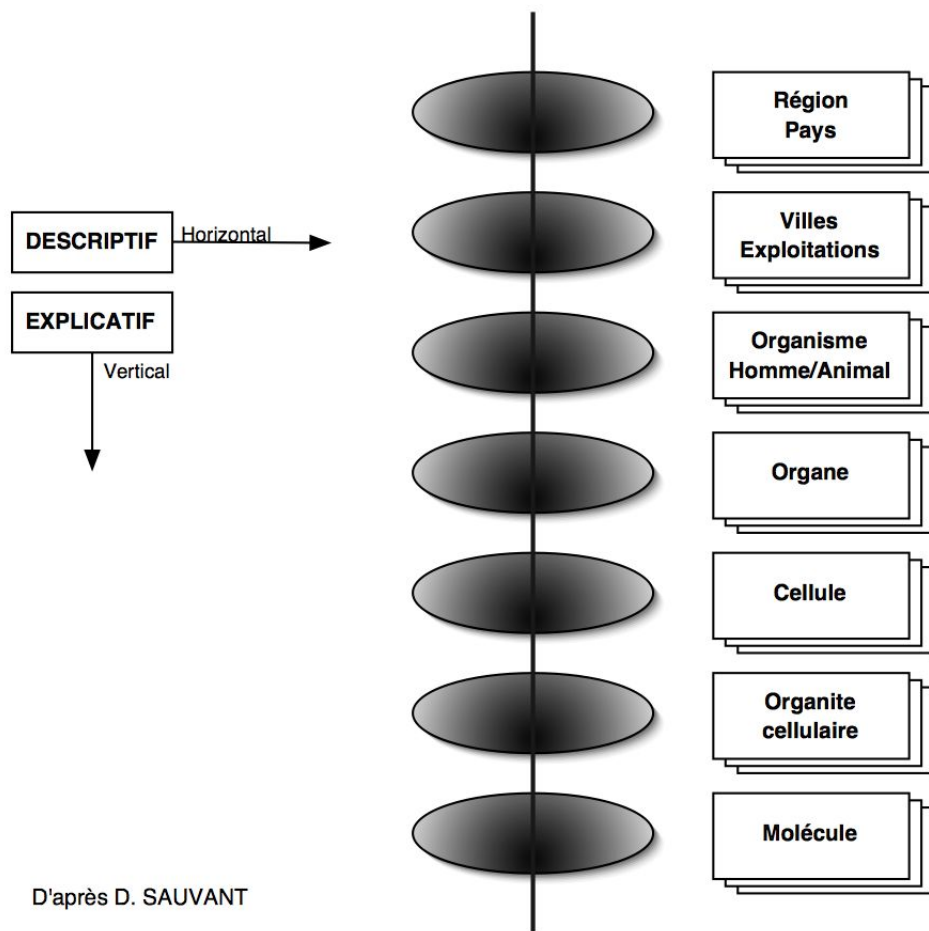 Région
Pays
Villes
Exploitations
DESCRIPTIF
Horizontal
EXPLICATIF
Vertical
Organisme
Homme/Animal
Organe
Cellule
Organite
cellulaire
Molécule
D'après D. SAUVANT